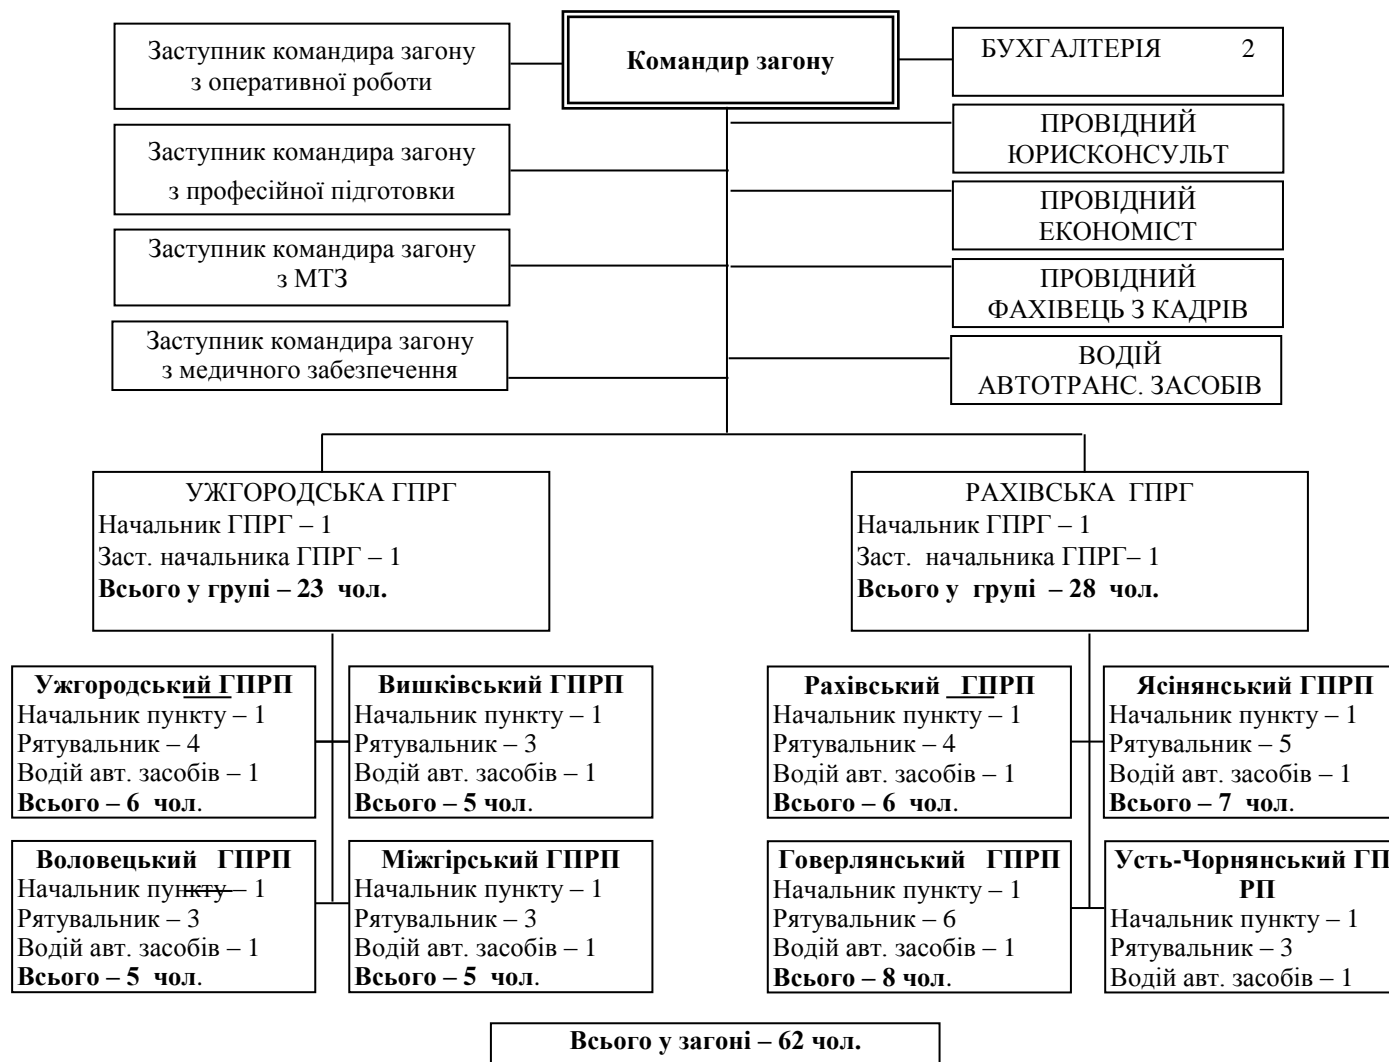 Заступник командира загону
з оперативної роботи
Командир загону
БУХГАЛТЕРІЯ 2
Заступник командира загону
з професійної підготовки
ПРОВІДНИЙ
ЮРИСКОНСУЛЬТ
ПРОВІДНИЙ
ЕКОНОМІСТ
Заступник командира загону
з МТЗ
ПРОВІДНИЙ
ФАХІВЕЦЬ З КАДРІВ
Заступник командира загону
з медичного забезпечення
ВОДІЙ
АВТОТРАНС. ЗАСОБІВ
УЖГОРОДСЬКА ГПРГ
Начальник ГПРГ – 1
Заст. начальника ГПРГ – 1
Всього у групі – 23 чол.
РАХІВСЬКА ГПРГ
Начальник ГПРГ – 1
Заст. начальника ГПРГ– 1
Всього у групі – 28 чол.
Ужгородський ГПРП
Начальник пункту – 1
Рятувальник – 4
Водій авт. засобів – 1
Всього – 6 чол.
Вишківський ГПРП
Начальник пункту – 1
Рятувальник – 3
Водій авт. засобів – 1
Всього – 5 чол.
Рахівський ГПРП
Начальник пункту – 1
Рятувальник – 4
Водій авт. засобів – 1
Всього – 6 чол.
Ясінянський ГПРП
Начальник пункту – 1
Рятувальник – 5
Водій авт. засобів – 1
Всього – 7 чол.
Воловецький ГПРП
Начальник пункту – 1
Рятувальник – 3
Водій авт. засобів – 1
Всього – 5 чол.
Міжгірський ГПРП
Начальник пункту – 1
Рятувальник – 3
Водій авт. засобів – 1
Всього – 5 чол.
Говерлянський ГПРП
Начальник пункту – 1
Рятувальник – 6
Водій авт. засобів – 1
Всього – 8 чол.
Усть-Чорнянський ГП
РП
Начальник пункту – 1
Рятувальник – 3
Водій авт. засобів – 1
Всього у загоні – 62 чол.